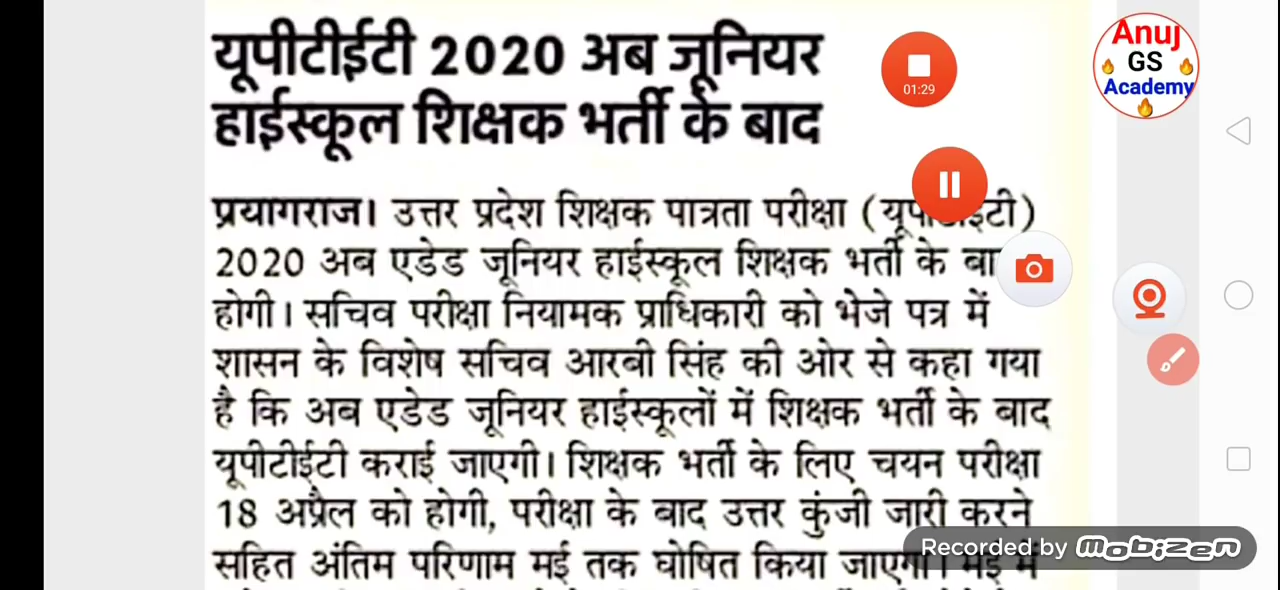 यूपीटीईटी 2020 अब जूनियर
हाईस्कूल शिक्षक भर्ती के बाद
प्रयागराज। उत्तर प्रदेश शिक्षक पात्रता परीक्षा
2020 अब एडेड जूनियर हाईस्कूल शिक्षक भर्ती के
होगी। सचिव परीक्षा नियामक प्राधिकारी को भेजे पत्र में
शासन के विशेष सचिव आरबी सिंह की ओर से कहा गया
है कि अब एडेड जूनियर हाईस्कूलों में शिक्षक भर्ती के बाद
यूपीटीईटी कराई जाएगी। शिक्षक भर्ती के लिए चयन परीक्षा
18 अप्रैल को होगी, परीक्षा के बाद उत्तर कुंजी जारी करने
सहित अंतिम परिणाम मई तक घोषित किया जाएगा। मई में
01:29
Anuj
GS
Academy
Recorded by mobizen